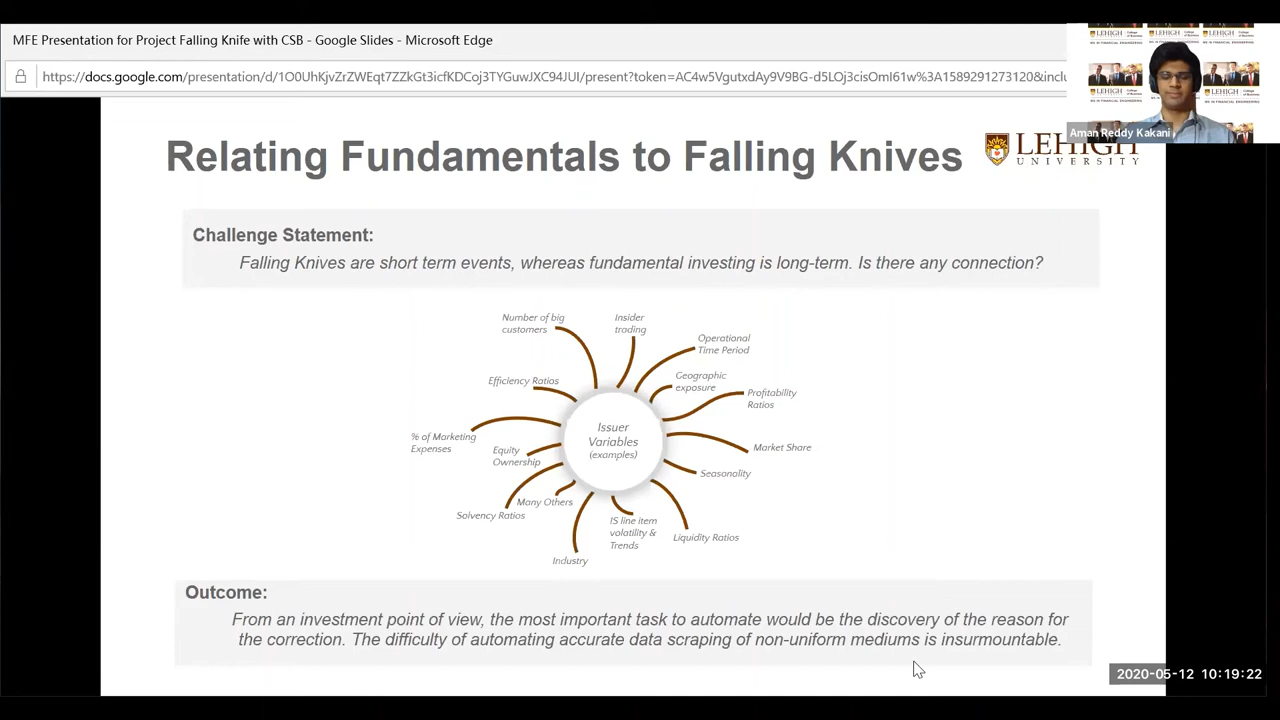 MFE Presentation for Project Falling Knife with CSB - Google Slides - Microsoft Edge
https://docs.google.com/presentation/d/1O0UhKjvZrZWEqt7ZZkGt3icfKDCoj3TYGuwJXC94JUI/present?token=AC4w5VgutxdAy9V9BG-d5LOj3cisOmI61w%3A1589291273120&inclu
Aman Reddy Kakani
Relating Fundamentals to Falling Knives
LEHIGH
UNIVERSITY
Challenge Statement:
Falling Knives are short term events, whereas fundamental investing is long-term. Is there any connection?
Number of big
customers
Insider
trading
Operational
Time Period
Efficiency Ratios
Geographic
exposure
Profitability
Ratios
% of Marketing
Expenses
Issuer
Variables
(examples)
Market Share
Equity
Ownership
Seasonality
Many Others
Solvency Ratios
IS line item
volatility &
Trends
Liquidity Ratios
Industry
Outcome:
From an investment point of view, the most important task to automate would be the discovery of the reason for
the correction. The difficulty of automating accurate data scraping of non-uniform mediums is insurmountable.
2020-05-12 10:19:22